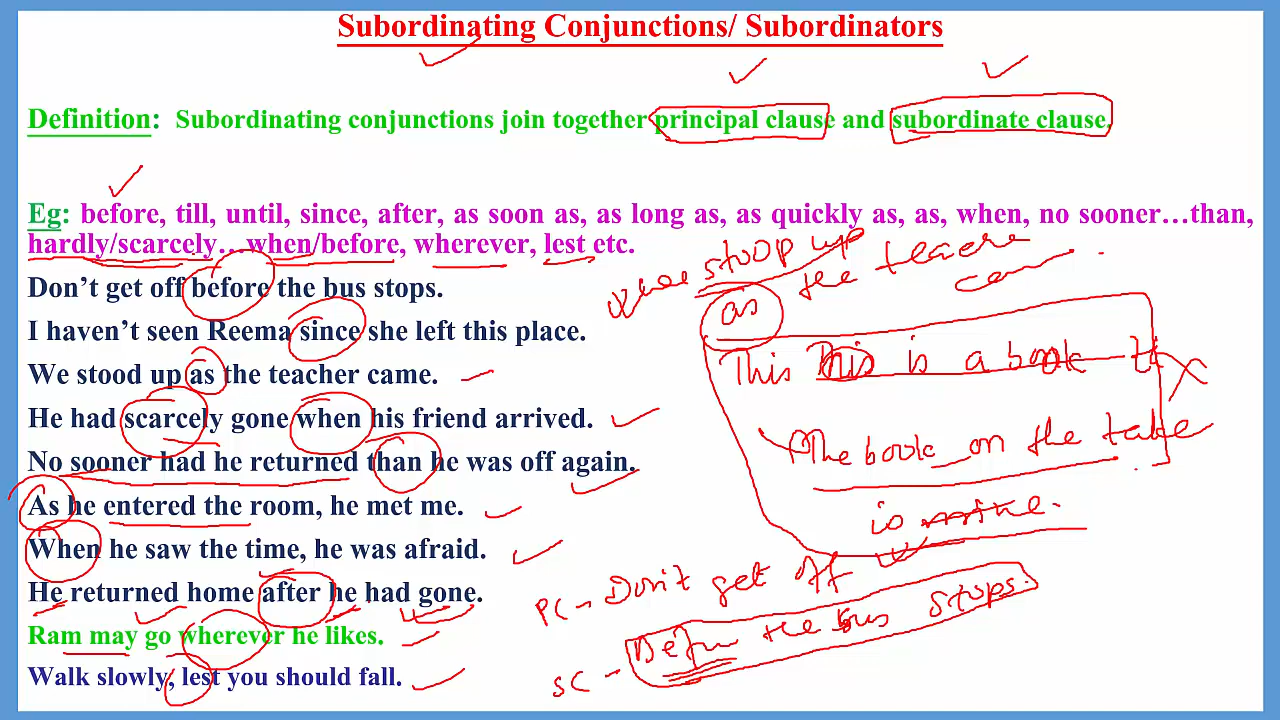 Subordinating Conjunctions/ Subordinators
Definition: Subordinating conjunctions join together principal clause and subordinate clause.
Eg: before, till, until, since, after, as soon as, as long as, as quickly as, as, when, no sooner…than,
hardly/scarcely…when/before, wherever, lest etc.
Don't get off before the bus stops.
I haven't seen Reema since she left this place.
We stood up as the teacher came.
He had scarcely gone when his friend arrived.
No sooner had he returned than he was off again.
As he entered the room, he met me.
When he saw the time, he was afraid.
He returned home after he had gone.
Ram may go wherever he likes.
Walk slowly, lest you should fall.
stoop up
the teacher
as
This This is a book
The book on the table
is mine.
PC - Don't get off
SC - Before the bus stops.